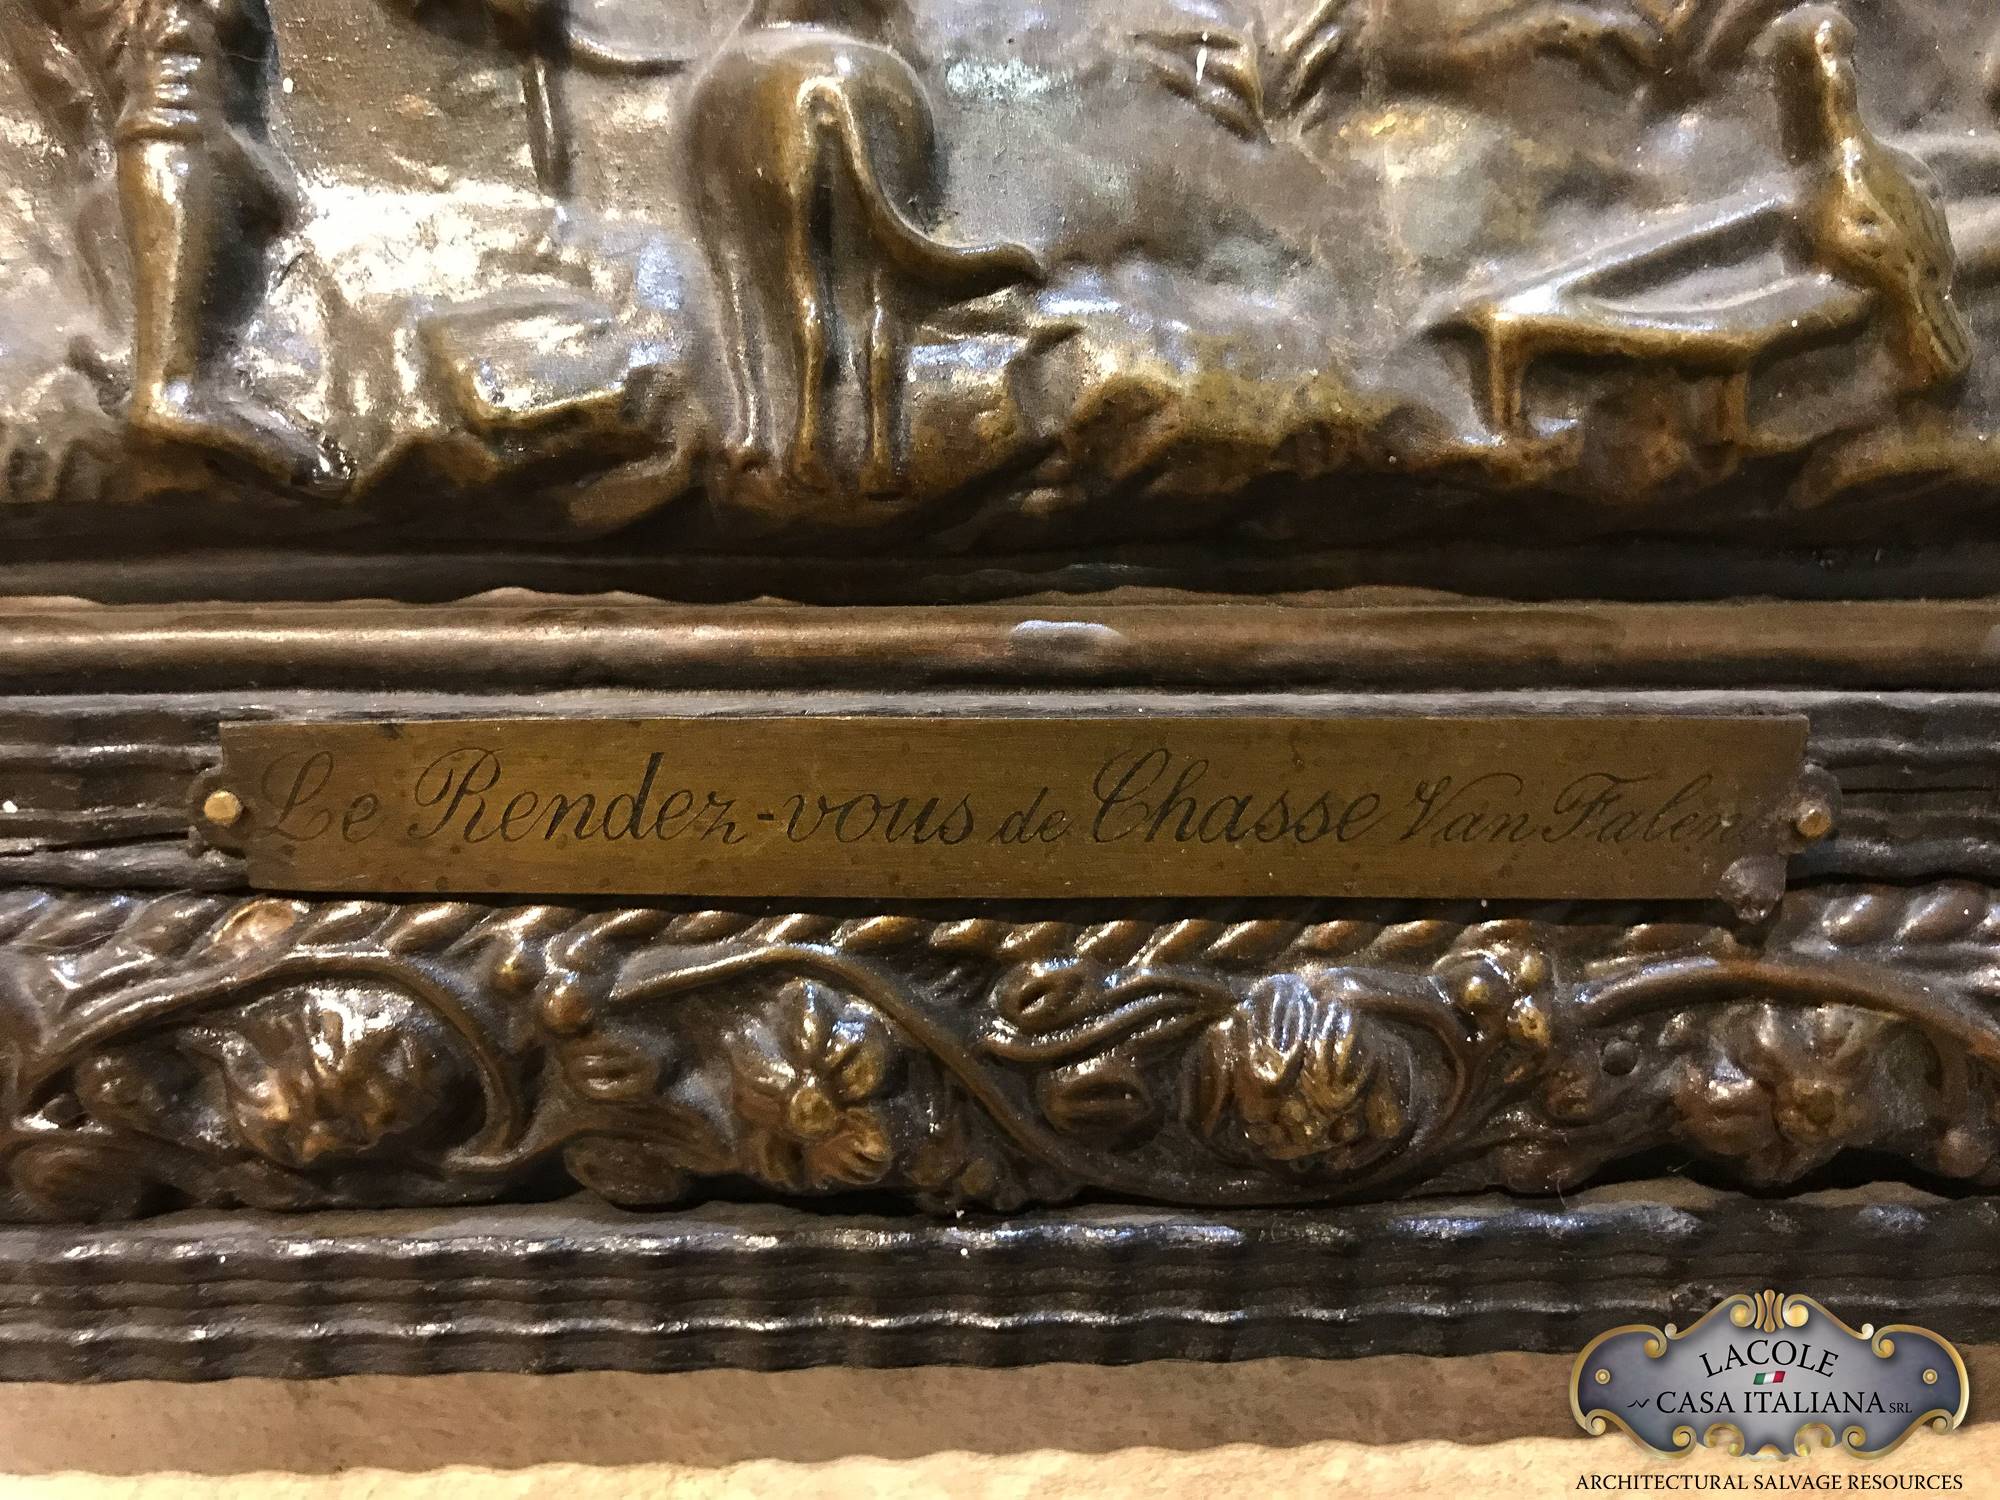 Le Rendez-vous de Chasse Van Falen
LACOLE
CASA ITALIANA SRL
ARCHITECTURAL SALVAGE RESOURCES